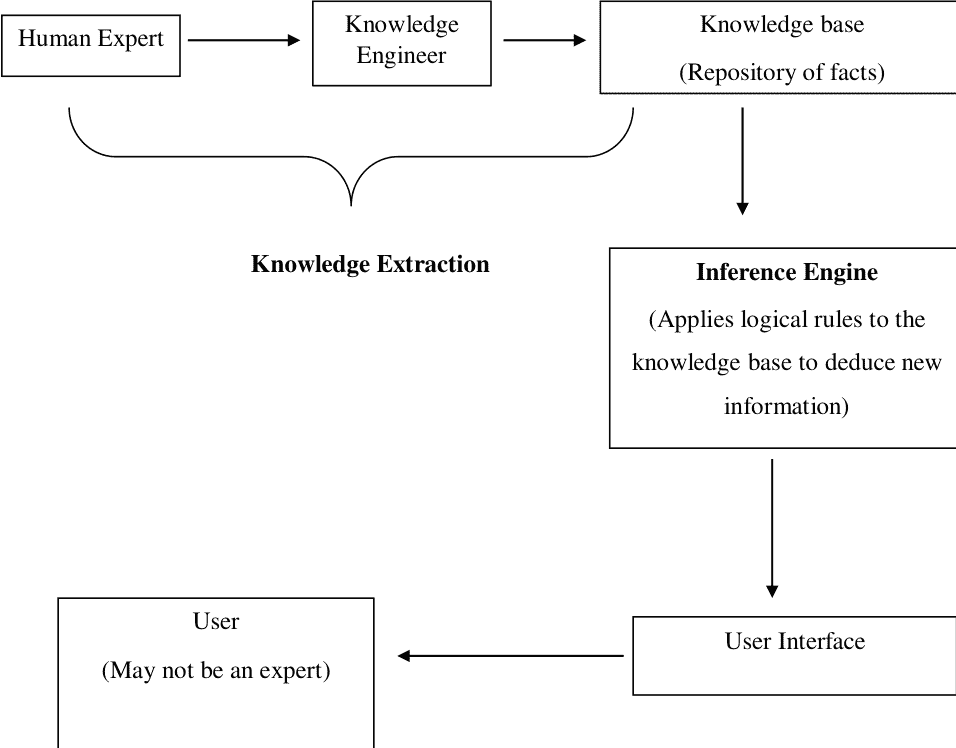 Human Expert
Knowledge
Engineer
Knowledge base
(Repository of facts)
Knowledge Extraction
Inference Engine
(Applies logical rules to the
knowledge base to deduce new
information)
User
(May not be an expert)
User Interface